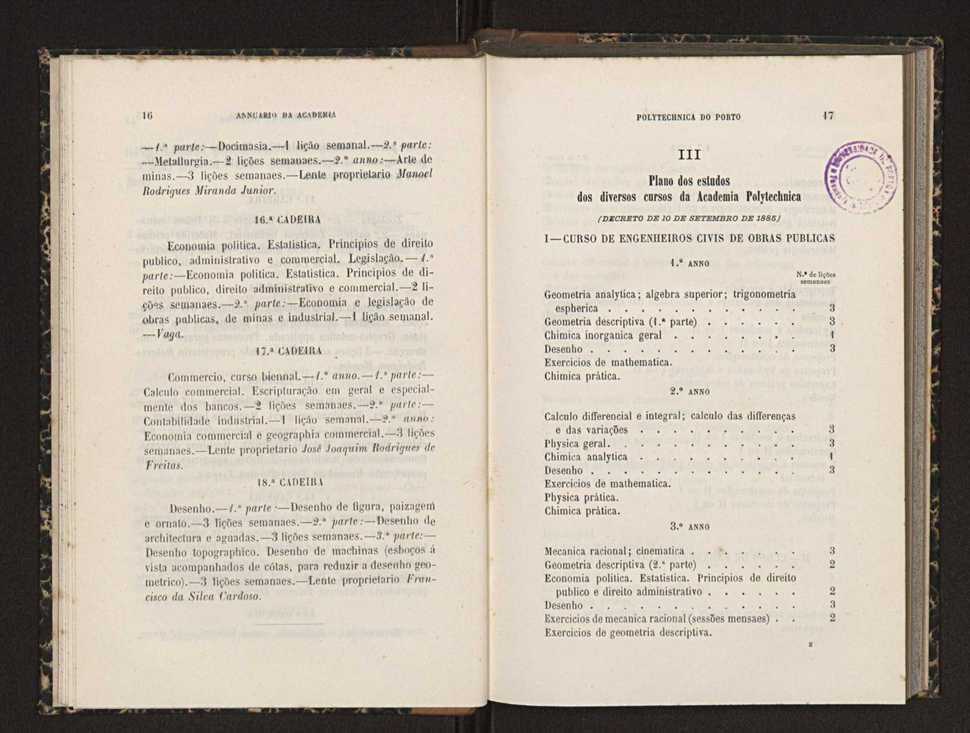 16 ANNUARIO DA ACADEMIA
—1.ª parte:—Docimasia.—1 lição semanal.—2.ª parte:
—Metallurgia.—2 lições semanaes.—2.º anno:—Arte de
minas.—3 lições semanaes.—Lente proprietario Manoel
Rodrigues Miranda Junior.
16.ª CADEIRA
Economia politica. Estatistica. Principios de direito
publico, administrativo e commercial. Legislação.—1.ª
parte:—Economia politica. Estatistica. Principios de di-
reito publico, direito administrativo e commercial.—2 li-
ções semanaes.—2.ª parte:—Economia e legislação de
obras publicas, de minas e industrial.—1 lição semanal.
—Vaga.
17.ª CADEIRA
Commercio, curso biennal.—1.º anno.—1.ª parte:—
Calculo commercial. Escripturação em geral e especial-
mente dos bancos.—2 lições semanaes.—2.ª parte:—
Contabilidade industrial.—1 lição semanal.—2.º anno:
Economia commercial e geographia commercial.—3 lições
semanaes.—Lente proprietario José Joaquim Rodrigues de
Freitas.
18.ª CADEIRA
Desenho.—1.ª parte:—Desenho de figura, paizagem
e ornato.—3 lições semanaes.—2.ª parte:—Desenho de
architectura e aguadas.—3 lições semanaes.—3.ª parte:—
Desenho topographico. Desenho de machinas (esboços á
vista acompanhados de cótas, para reduzir a desenho geo-
metrico).—3 lições semanaes.—Lente proprietario Fran-
cisco da Silva Cardoso.
POLYTECHNICA DO PORTO 17
III
Plano dos estudos
dos diversos cursos da Academia Polytechnica
(DECRETO DE 10 DE SETEMBRO DE 1885)
I—CURSO DE ENGENHEIROS CIVIS DE OBRAS PUBLICAS
1.º ANNO
N.º de lições
semanaes
Geometria analytica; algebra superior; trigonometria
espherica . . . . . . . . . . . . 3
Geometria descriptiva (1.ª parte) . . . . . . 3
Chimica inorganica geral . . . . . . . . 1
Desenho . . . . . . . . . . . . . 3
Exercicios de mathematica.
Chimica prática.
2.º ANNO
Calculo differencial e integral; calculo das differenças
e das variações . . . . . . . . . . 3
Physica geral. . . . . . . . . . . . 3
Chimica analytica . . . . . . . . . . 1
Desenho . . . . . . . . . . . . . 3
Exercicios de mathematica.
Physica prática.
Chimica prática.
3.º ANNO
Mecanica racional; cinematica . . . . . . . 3
Geometria descriptiva (2.ª parte) . . . . . . 2
Economia politica. Estatistica. Principios de direito
publico e direito administrativo . . . . . . 2
Desenho . . . . . . . . . . . . . 3
Exercicios de mecanica racional (sessões mensaes) . . 2
Exercicios de geometria descriptiva.